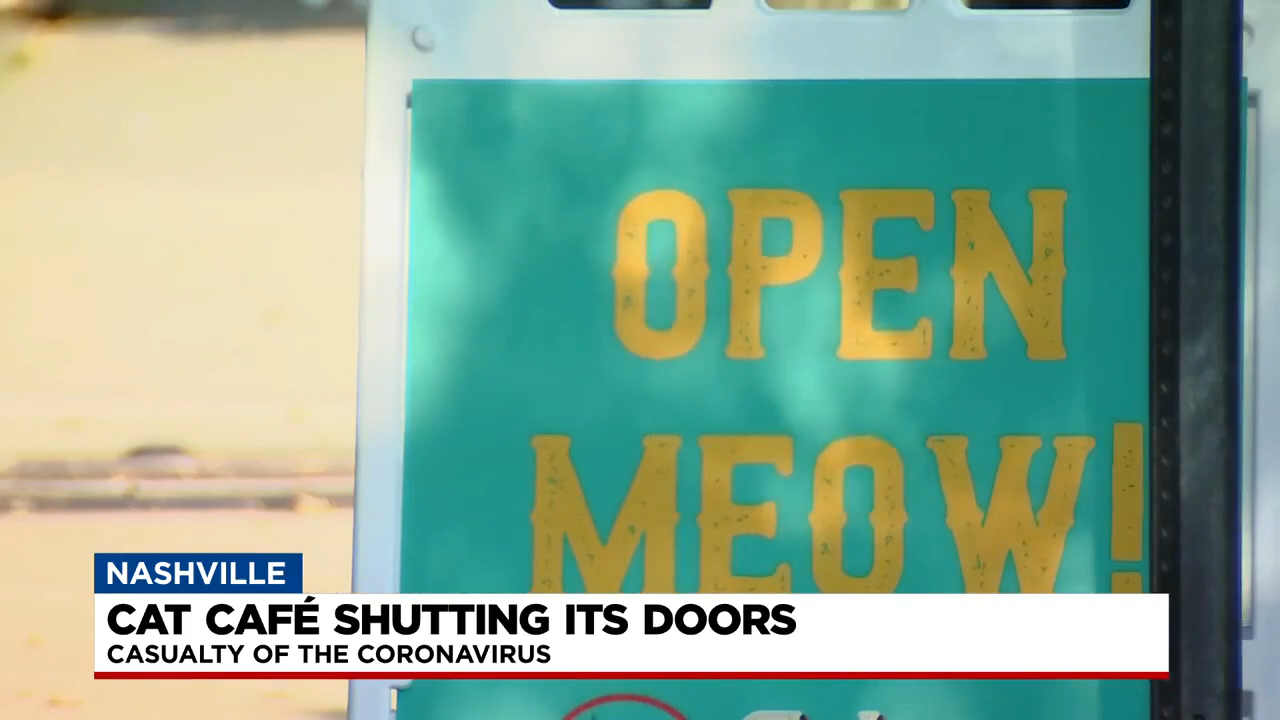 OPEN
MEOW!
NASHVILLE
CAT CAFÉ SHUTTING ITS DOORS
CASUALTY OF THE CORONAVIRUS